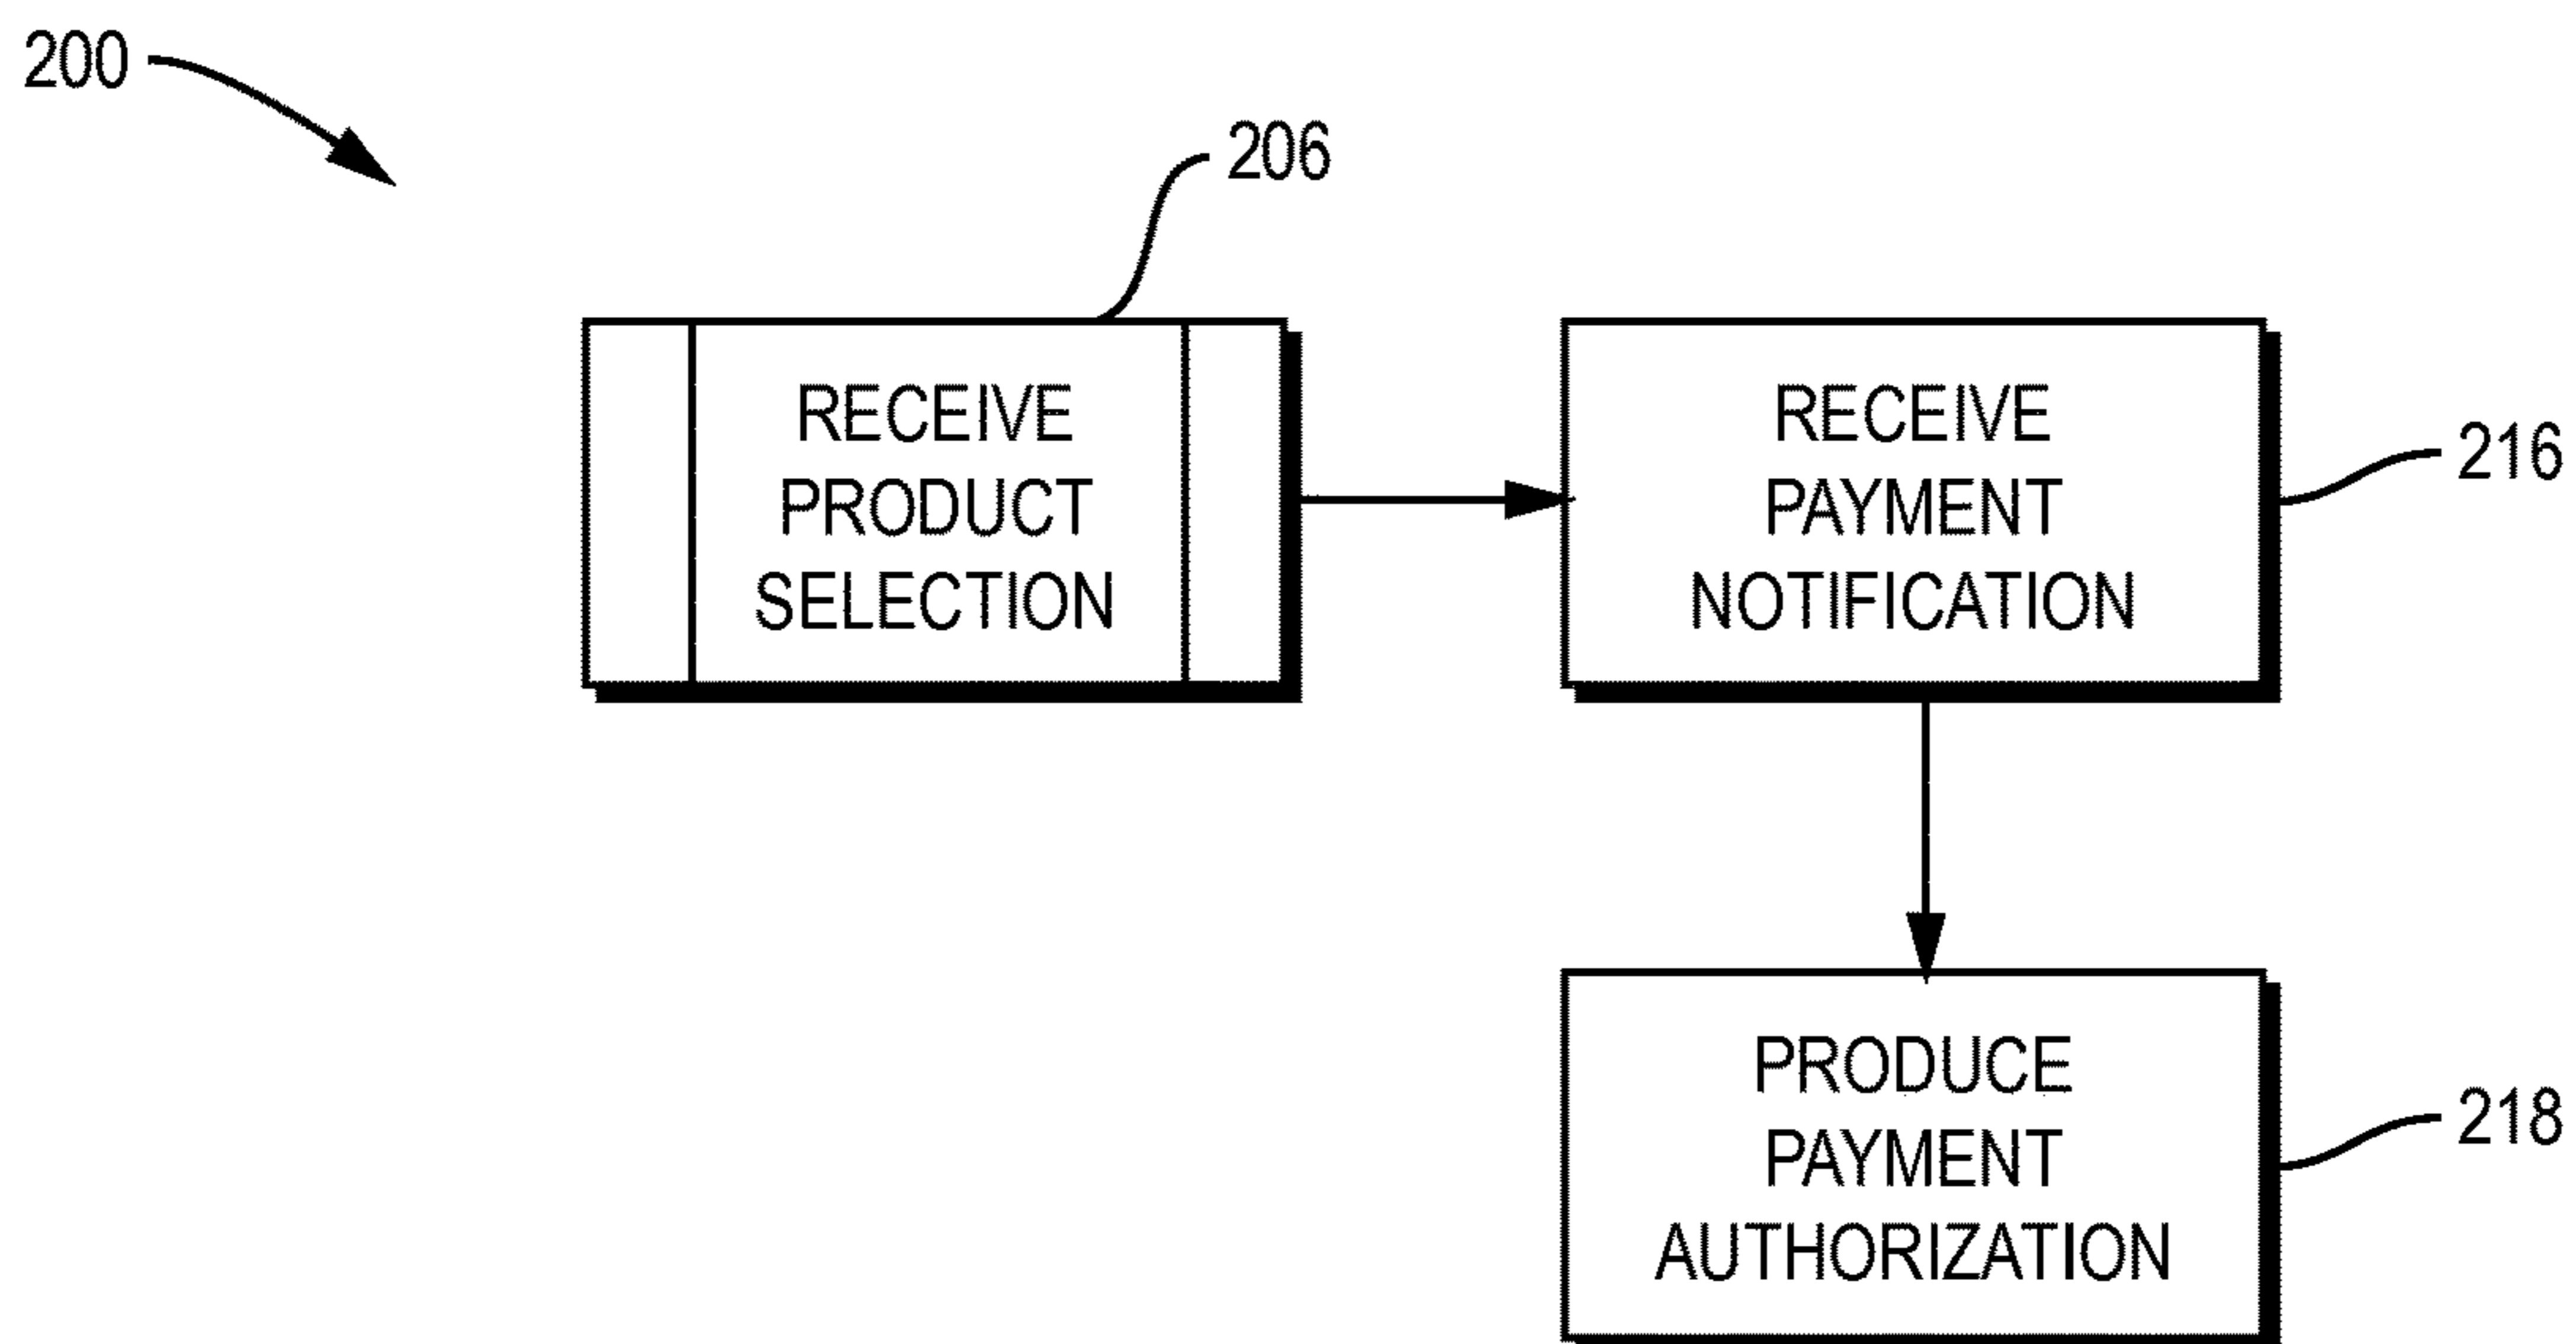 200
206
RECEIVE
PRODUCT
SELECTION
RECEIVE
PAYMENT
NOTIFICATION
216
PRODUCE
PAYMENT
AUTHORIZATION
218